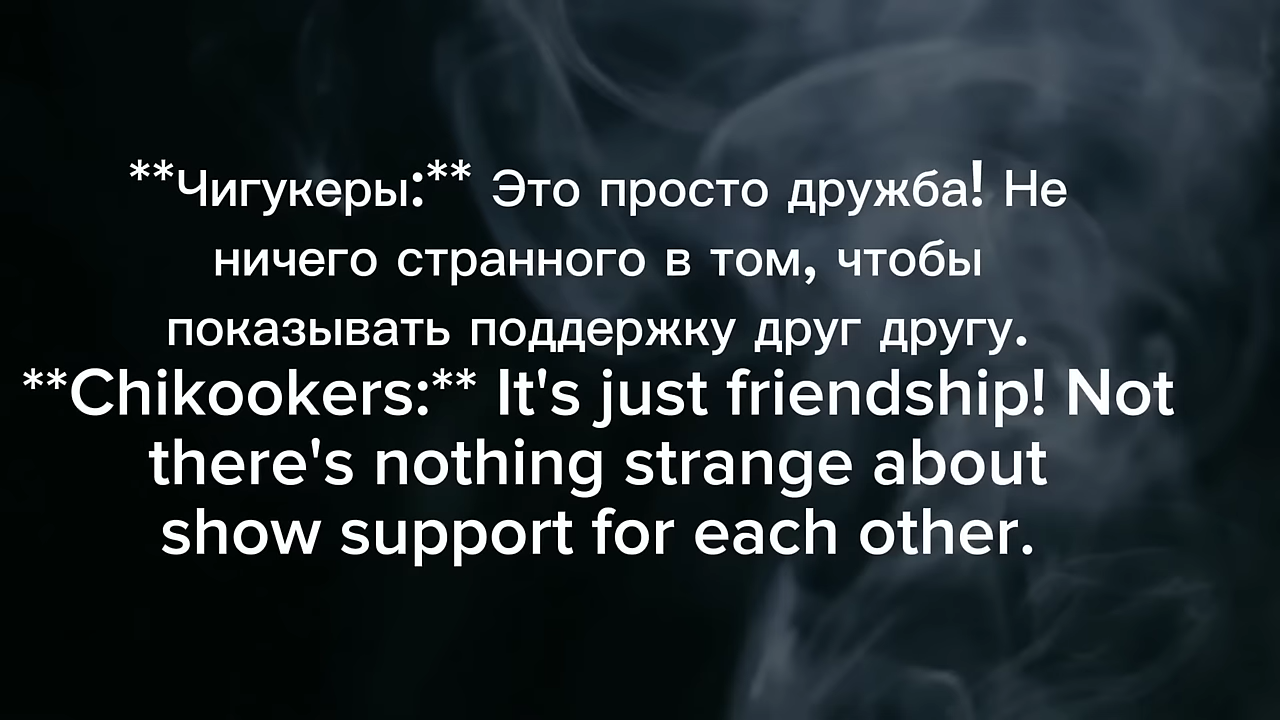 **Чигукеры:** Это просто дружба! Не
ничего странного в том, чтобы
показывать поддержку друг другу.
**Chikookers:** It's just friendship! Not
there's nothing strange about
show support for each other.